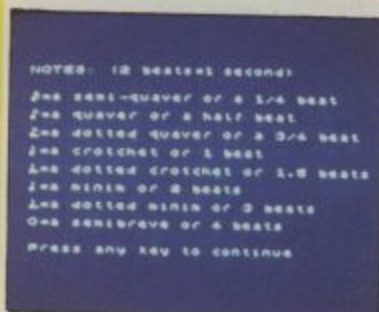 NOTES: (2 beats=1 second)
♪=a semi-quaver or a 1/4 beat
♪=a quaver or a half beat
♪.=a dotted quaver or a 3/4 beat
♩=a crotchet or 1 beat
♩.=a dotted crotchet or 1.5 beats
=a minim or 2 beats
=a dotted minim or 3 beats
O=a semibreve or 4 beats
Press any key to continue